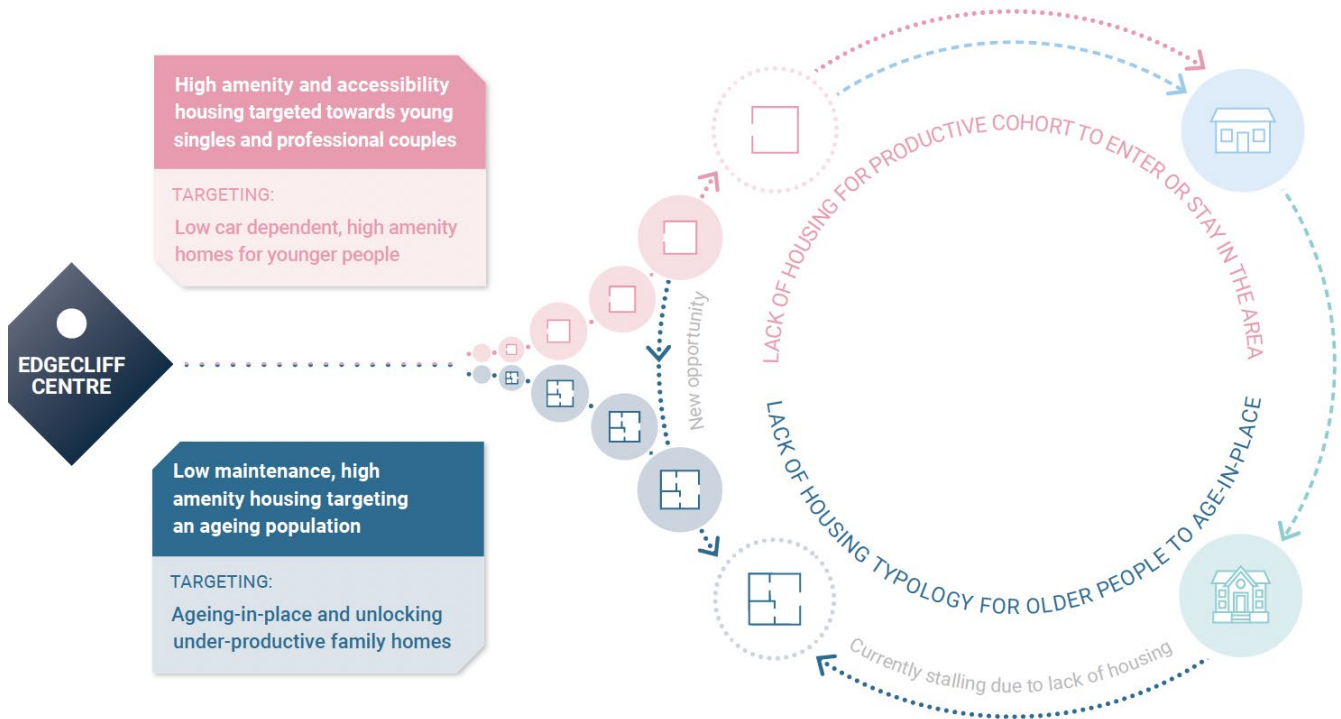 High amenity and accessibility
housing targeted towards young
singles and professional couples
TARGETING:
Low car dependent, high amenity
homes for younger people
EDGECLIFF
CENTRE
Low maintenance, high
amenity housing targeting
an ageing population
TARGETING:
Ageing-in-place and unlocking
under-productive family homes
New opportunity
LACK OF HOUSING FOR PRODUCTIVE COHORT TO ENTER OR STAY IN THE AREA
LACK OF HOUSING TYPOLOGY FOR OLDER PEOPLE TO AGE-IN-PLACE
Currently stalling due to lack of housing